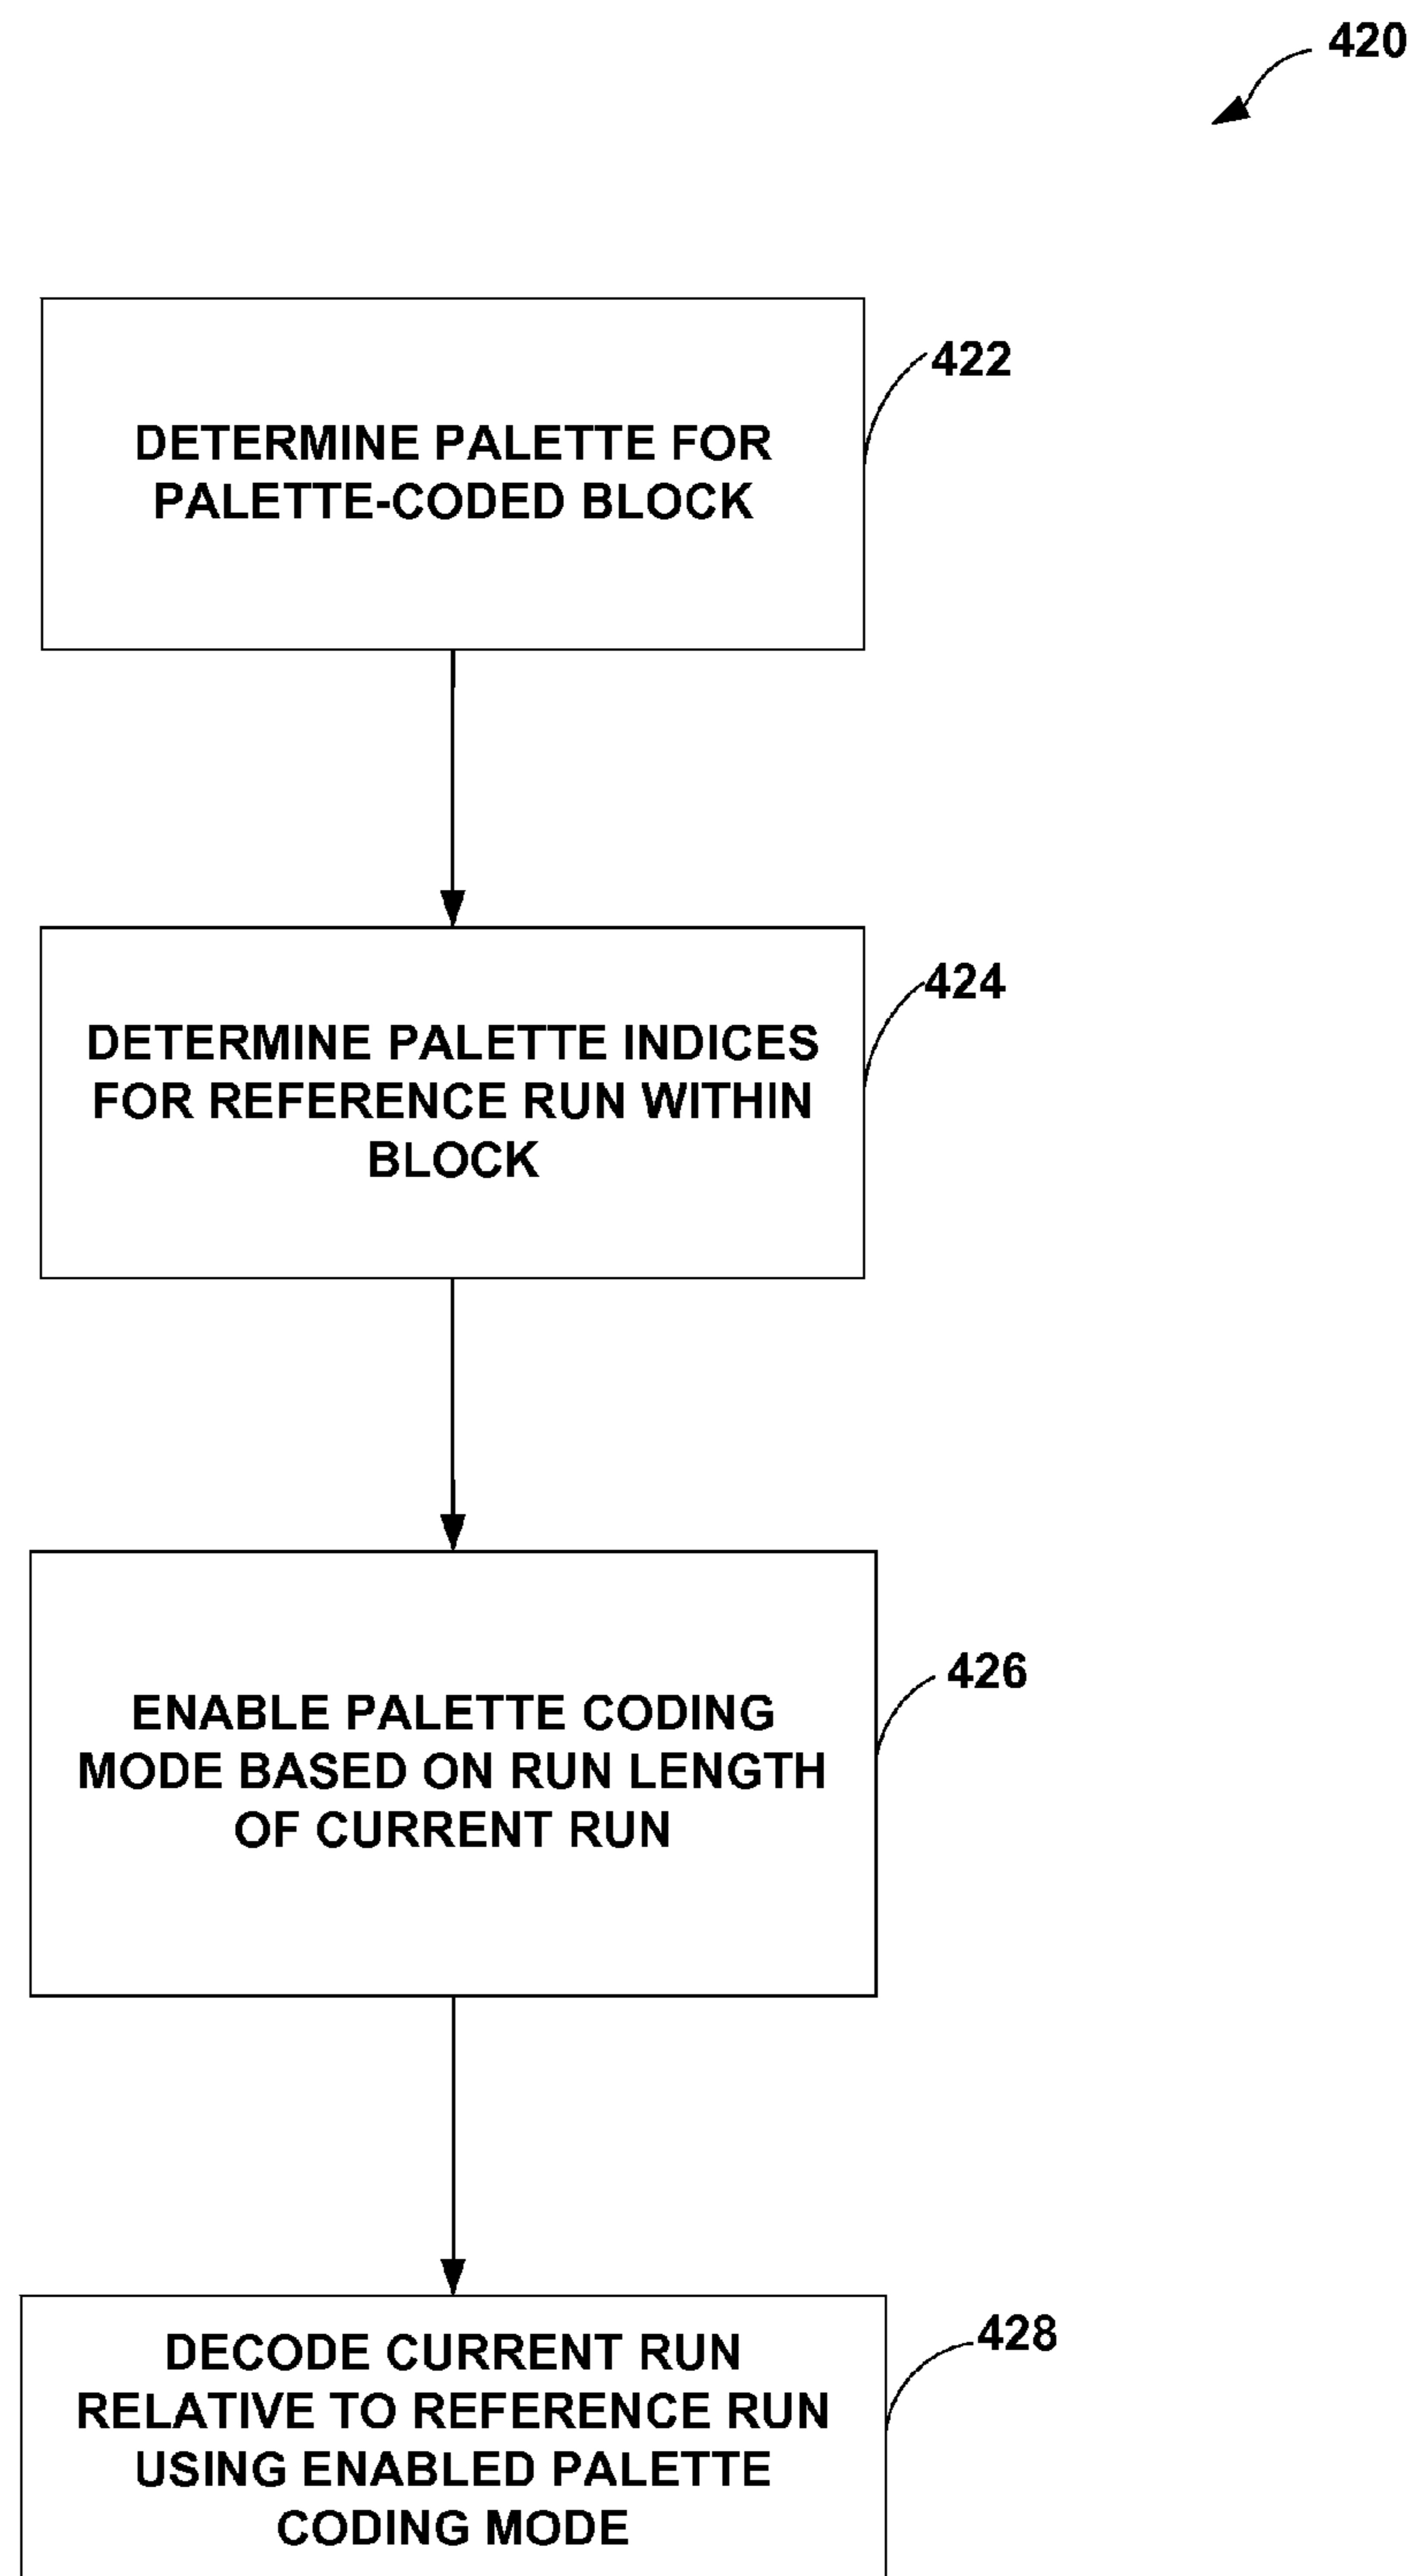 420
DETERMINE PALETTE FOR
PALETTE-CODED BLOCK
422
DETERMINE PALETTE INDICES
FOR REFERENCE RUN WITHIN
BLOCK
424
ENABLE PALETTE CODING
MODE BASED ON RUN LENGTH
OF CURRENT RUN
426
DECODE CURRENT RUN
RELATIVE TO REFERENCE RUN
USING ENABLED PALETTE
CODING MODE
428